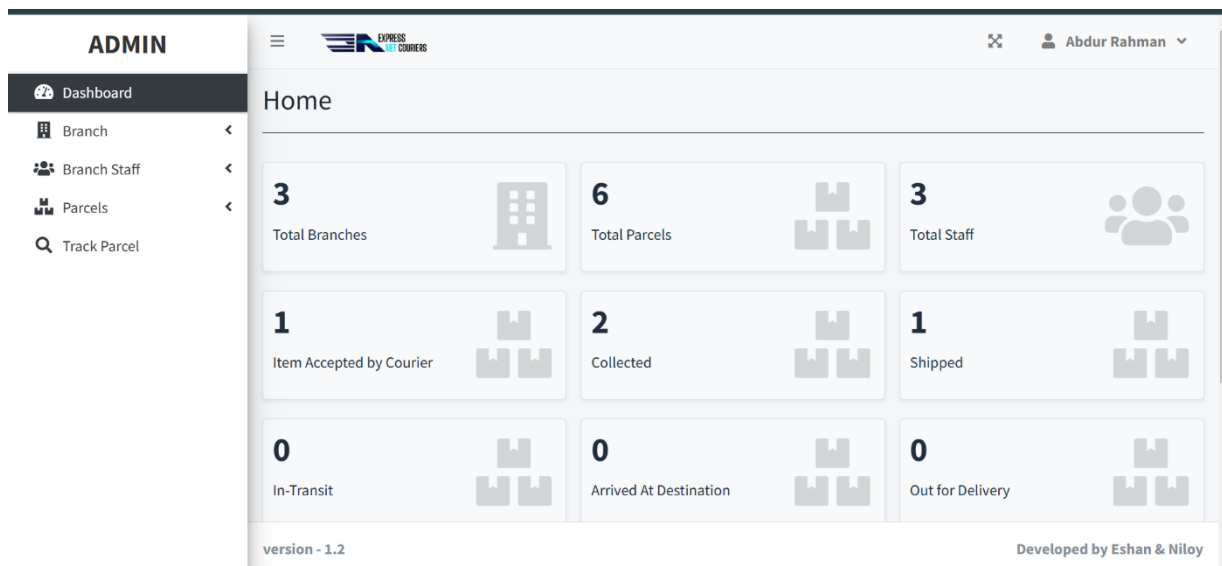 ADMIN
EXPRESS
NET COURIERS
Abdur Rahman
Dashboard
Branch
Branch Staff
Parcels
Track Parcel
Home
3
Total Branches
6
Total Parcels
3
Total Staff
1
Item Accepted by Courier
2
Collected
1
Shipped
0
In-Transit
0
Arrived At Destination
0
Out for Delivery
version - 1.2
Developed by Eshan & Niloy